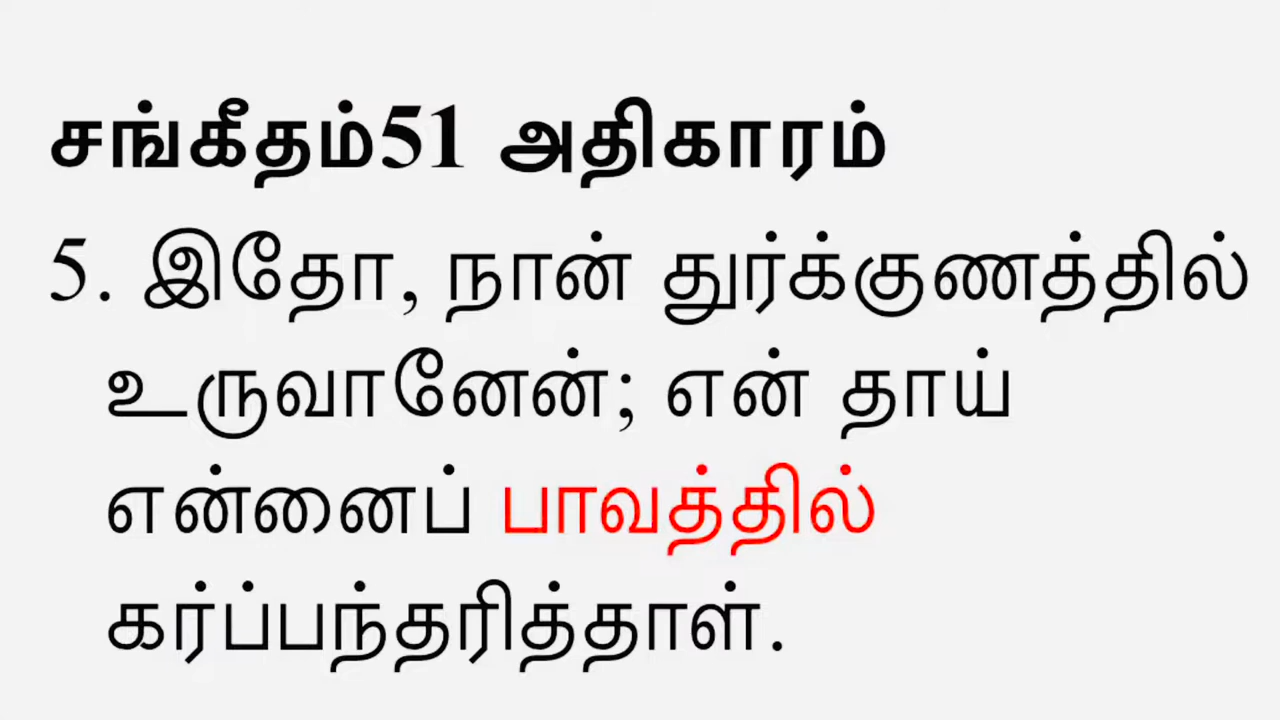 சங்கீதம்51 அதிகாரம்
5. இதோ, நான் துர்க்குணத்தில்
உருவானேன்; என் தாய்
என்னைப் பாவத்தில்
கர்ப்பந்தரித்தாள்.